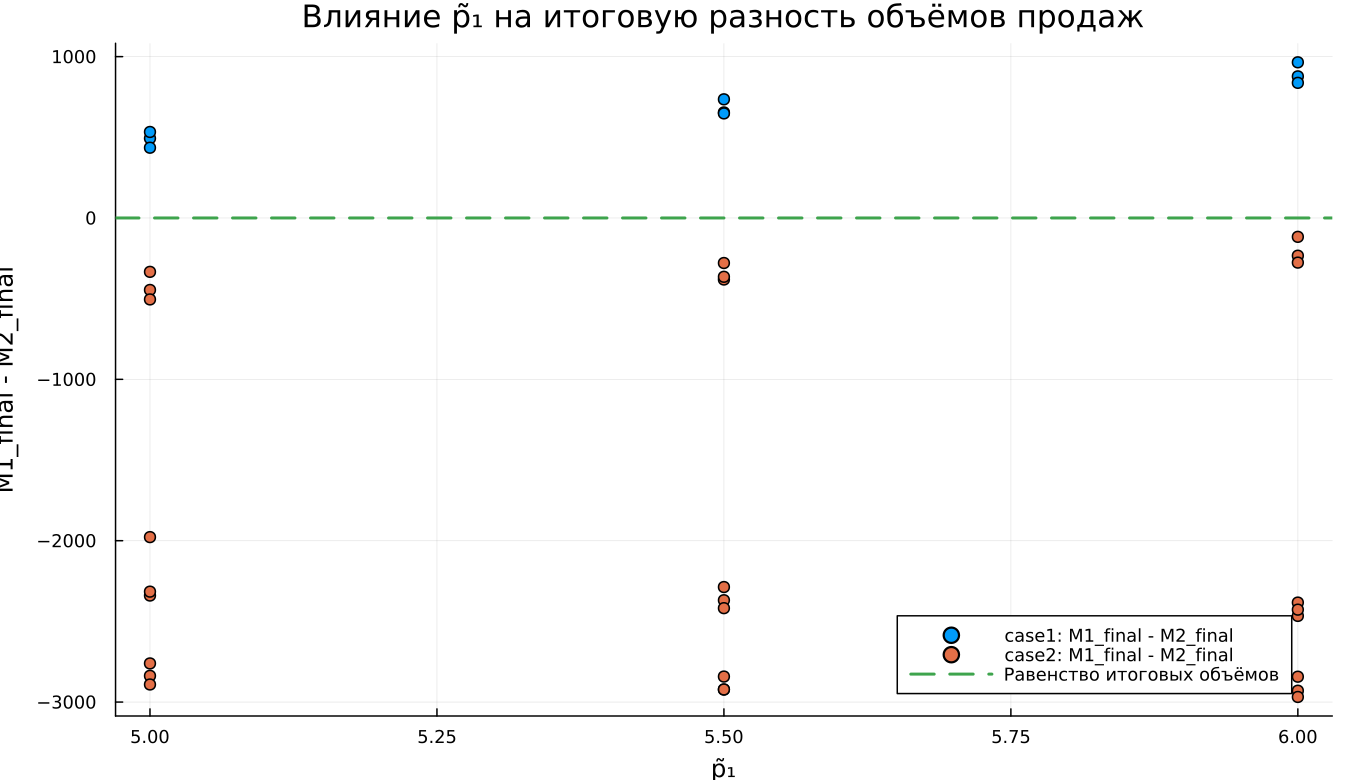 Влияние p̃₁ на итоговую разность объёмов продаж
M1_final - M2_final
1000
0
−1000
−2000
−3000
case1: M1_final - M2_final
case2: M1_final - M2_final
Равенство итоговых объёмов
5.00
5.25
5.50
5.75
6.00
p̃₁